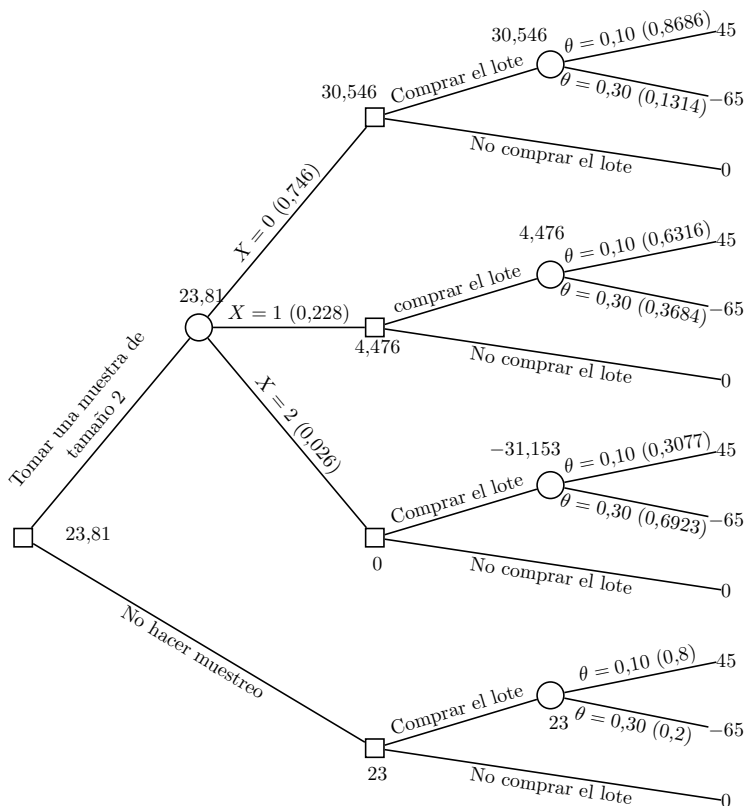 30,546
θ = 0,10 (0,8686)
45
Comprar el lote
θ = 0,30 (0,1314)
−65
30,546
No comprar el lote
0
X = 0 (0,746)
4,476
θ = 0,10 (0,6316)
45
comprar el lote
θ = 0,30 (0,3684)
−65
23,81
X = 1 (0,228)
4,476
No comprar el lote
0
Tomar una muestra de
tamaño 2
X = 2 (0,026)
−31,153
θ = 0,10 (0,3077)
45
Comprar el lote
θ = 0,30 (0,6923)
−65
23,81
0
No comprar el lote
0
No hacer muestreo
θ = 0,10 (0,8)
45
Comprar el lote
23
θ = 0,30 (0,2)
−65
23
No comprar el lote
0